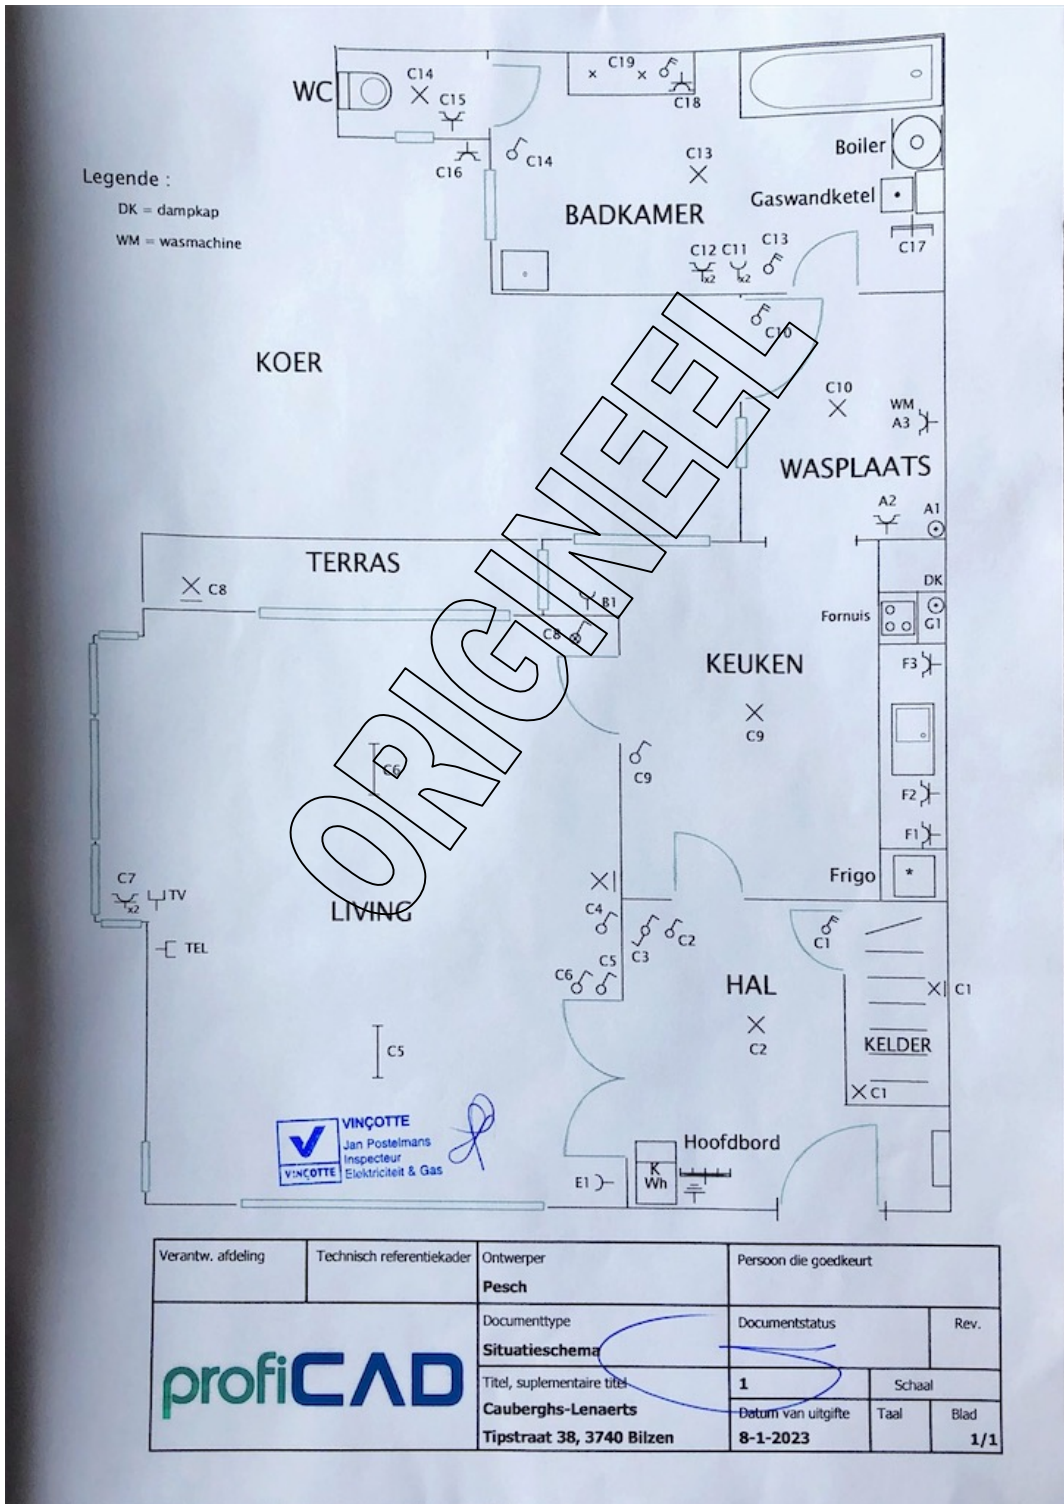 WC
C14
C15
C16
C14
C19
C18
C13
Boiler
Gaswandketel
C17
Legende :
DK = dampkap
WM = wasmachine
BADKAMER
C12 C11 C13
x2 x2
C10
KOER
C10
WM
A3
WASPLAATS
A2
A1
TERRAS
C8
B1
C8
DK
Fornuis
G1
F3
KEUKEN
C9
C9
C6
F2
F1
Frigo
*
C7
x2
TV
TEL
LIVING
C4
C3
C2
C1
C6
C5
HAL
C1
C2
KELDER
C1
C5
ORIGINEEL
VINÇOTTE
Jan Postelmans
Inspecteur
Elektriciteit & Gas
VINÇOTTE
Hoofdbord
E1
K
Wh
Verantw. afdeling
Technisch referentiekader
Ontwerper
Pesch
Persoon die goedkeurt
Documenttype
Situatieschema
Documentstatus
Rev.
profiCAD
Titel, suplementaire titel
Cauberghs-Lenaerts
Tipstraat 38, 3740 Bilzen
1
Schaal
Datum van uitgifte
8-1-2023
Taal
Blad
1/1